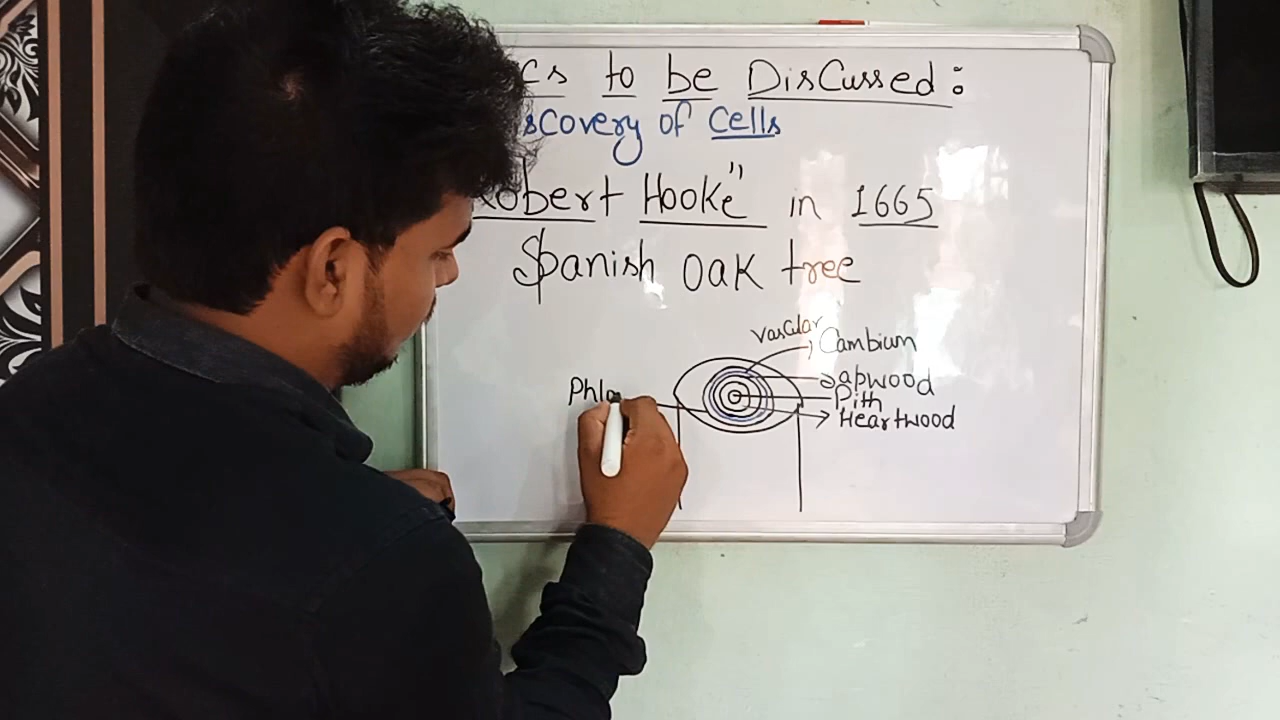 cs to be Discussed:
scovery of Cells
obert Hooke" in 1665
Spanish oak tree
vascular
Cambium
sapwood
Pith
Heartwood
Phlo